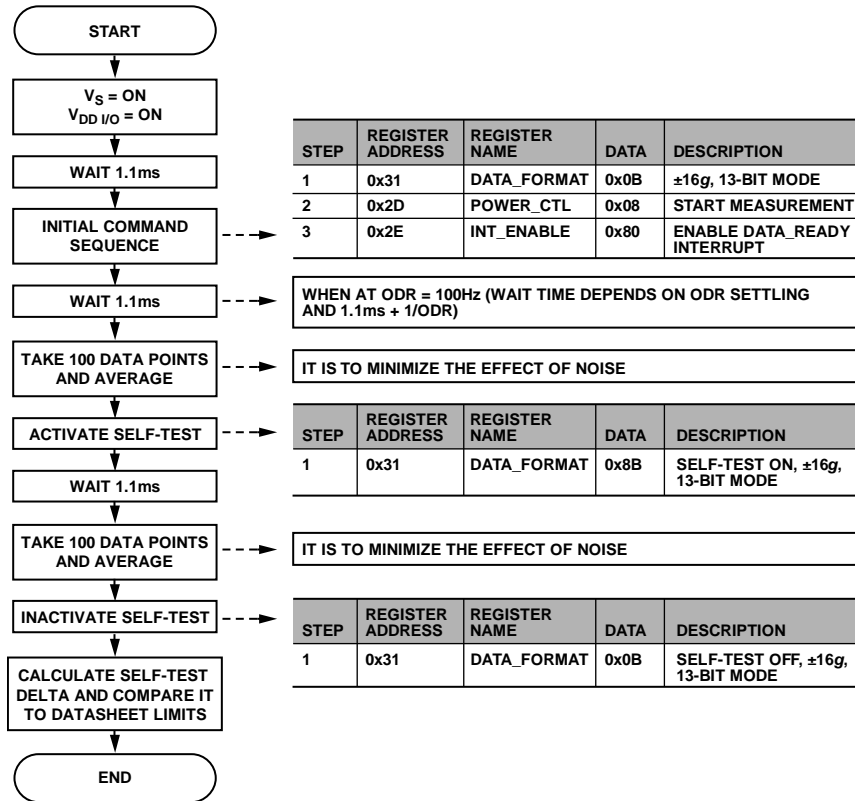 START
VS = ON
VDD I/O = ON
WAIT 1.1ms
INITIAL COMMAND
SEQUENCE
STEP REGISTER ADDRESS REGISTER NAME DATA DESCRIPTION
1 0x31 DATA_FORMAT 0x0B ±16g, 13-BIT MODE
2 0x2D POWER_CTL 0x08 START MEASUREMENT
3 0x2E INT_ENABLE 0x80 ENABLE DATA_READY
INTERRUPT
WAIT 1.1ms
WHEN AT ODR = 100Hz (WAIT TIME DEPENDS ON ODR SETTLING
AND 1.1ms + 1/ODR)
TAKE 100 DATA POINTS
AND AVERAGE
IT IS TO MINIMIZE THE EFFECT OF NOISE
ACTIVATE SELF-TEST
STEP REGISTER ADDRESS REGISTER NAME DATA DESCRIPTION
1 0x31 DATA_FORMAT 0x8B SELF-TEST ON, ±16g,
13-BIT MODE
WAIT 1.1ms
TAKE 100 DATA POINTS
AND AVERAGE
IT IS TO MINIMIZE THE EFFECT OF NOISE
INACTIVATE SELF-TEST
STEP REGISTER ADDRESS REGISTER NAME DATA DESCRIPTION
1 0x31 DATA_FORMAT 0x0B SELF-TEST OFF, ±16g,
13-BIT MODE
CALCULATE SELF-TEST
DELTA AND COMPARE IT
TO DATASHEET LIMITS
END